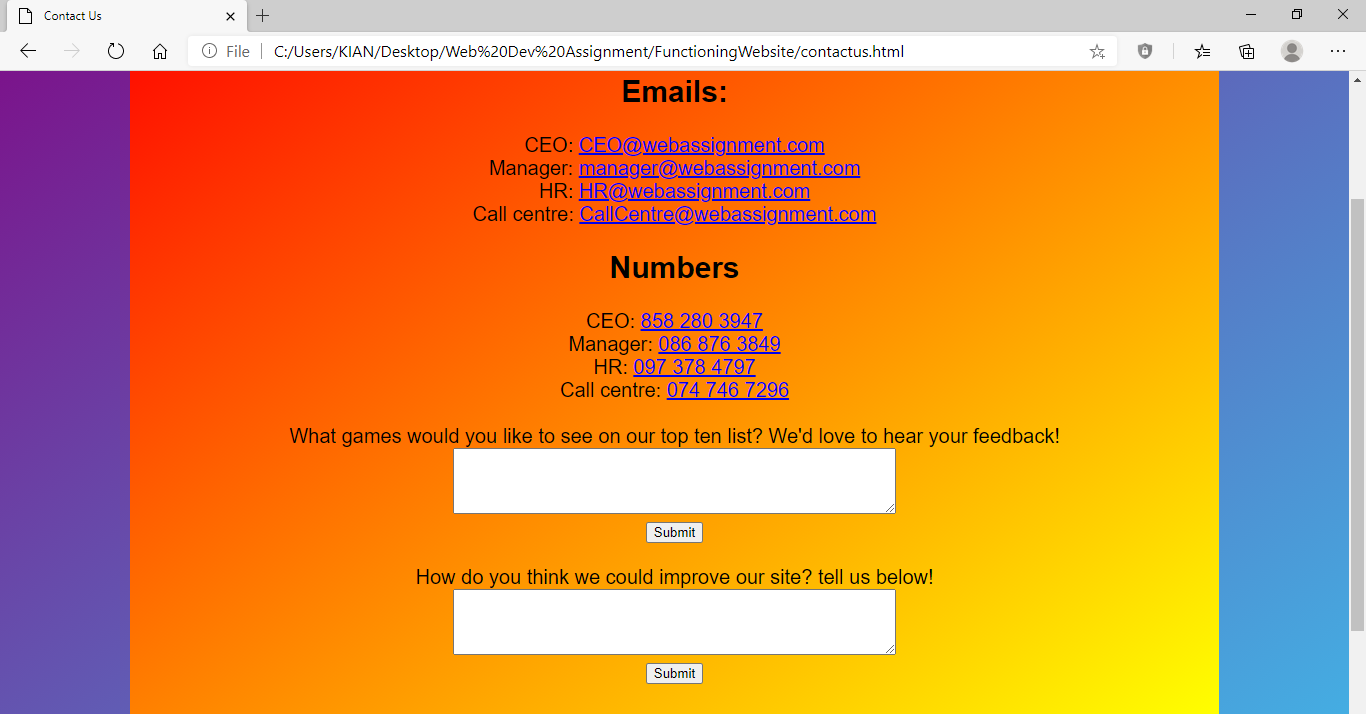 Contact Us
File C:/Users/KIAN/Desktop/Web%20Dev%20Assignment/FunctioningWebsite/contactus.html
Emails:
CEO: CEO@webassignment.com
Manager: manager@webassignment.com
HR: HR@webassignment.com
Call centre: CallCentre@webassignment.com
Numbers
CEO: 858 280 3947
Manager: 086 876 3849
HR: 097 378 4797
Call centre: 074 746 7296
What games would you like to see on our top ten list? We'd love to hear your feedback!
Submit
How do you think we could improve our site? tell us below!
Submit